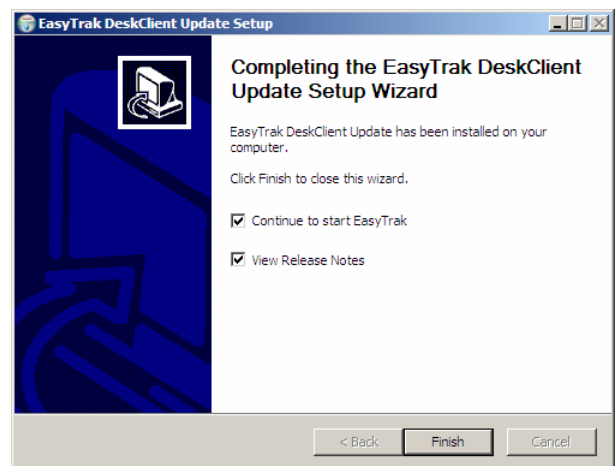 EasyTrak DeskClient Update Setup
Completing the EasyTrak DeskClient
Update Setup Wizard
EasyTrak DeskClient Update has been installed on your
computer.
Click Finish to close this wizard.
Continue to start EasyTrak
View Release Notes
< Back Finish Cancel